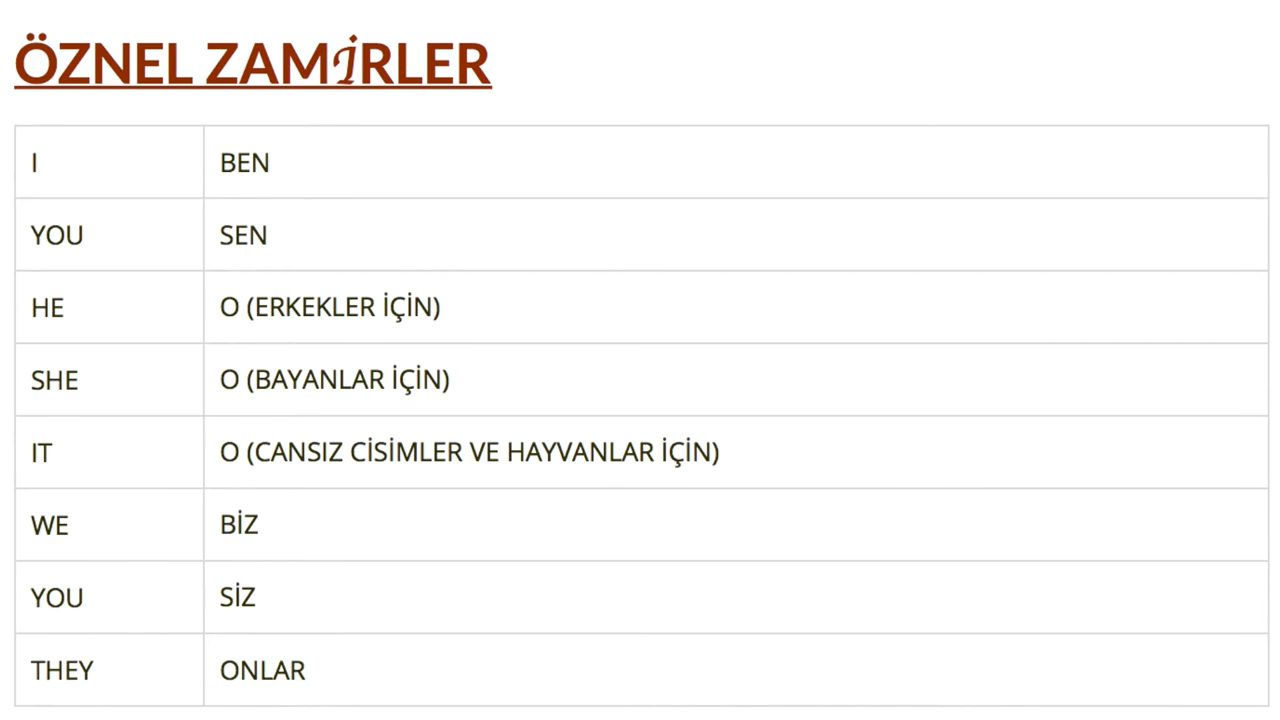 ÖZNEL ZAMİRLER
I BEN
YOU SEN
HE O (ERKEKLER İÇİN)
SHE O (BAYANLAR İÇİN)
IT O (CANSIZ CİSİMLER VE HAYVANLAR İÇİN)
WE BİZ
YOU SİZ
THEY ONLAR